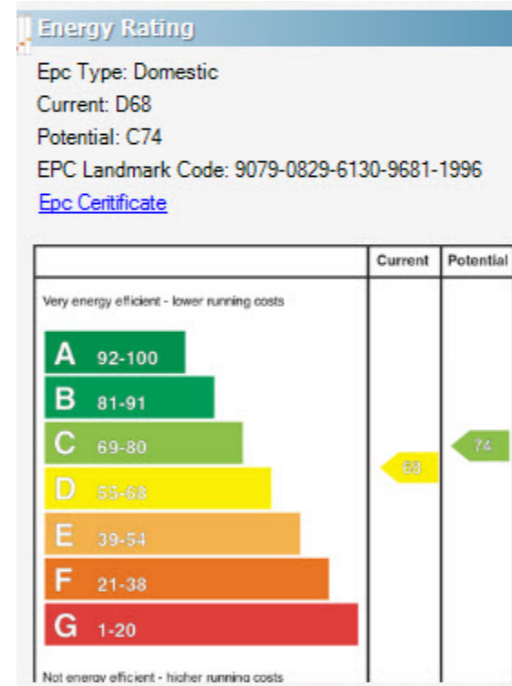 Energy Rating
Epc Type: Domestic
Current: D68
Potential: C74
EPC Landmark Code: 9079-0829-6130-9681-1996
Epc Ceritificate
Current Potential
Very energy efficient - lower running costs
A 92-100
B 81-91
C 69-80
74
68
D 55-68
E 39-54
F 21-38
G 1-20
Not energy efficient - higher running costs